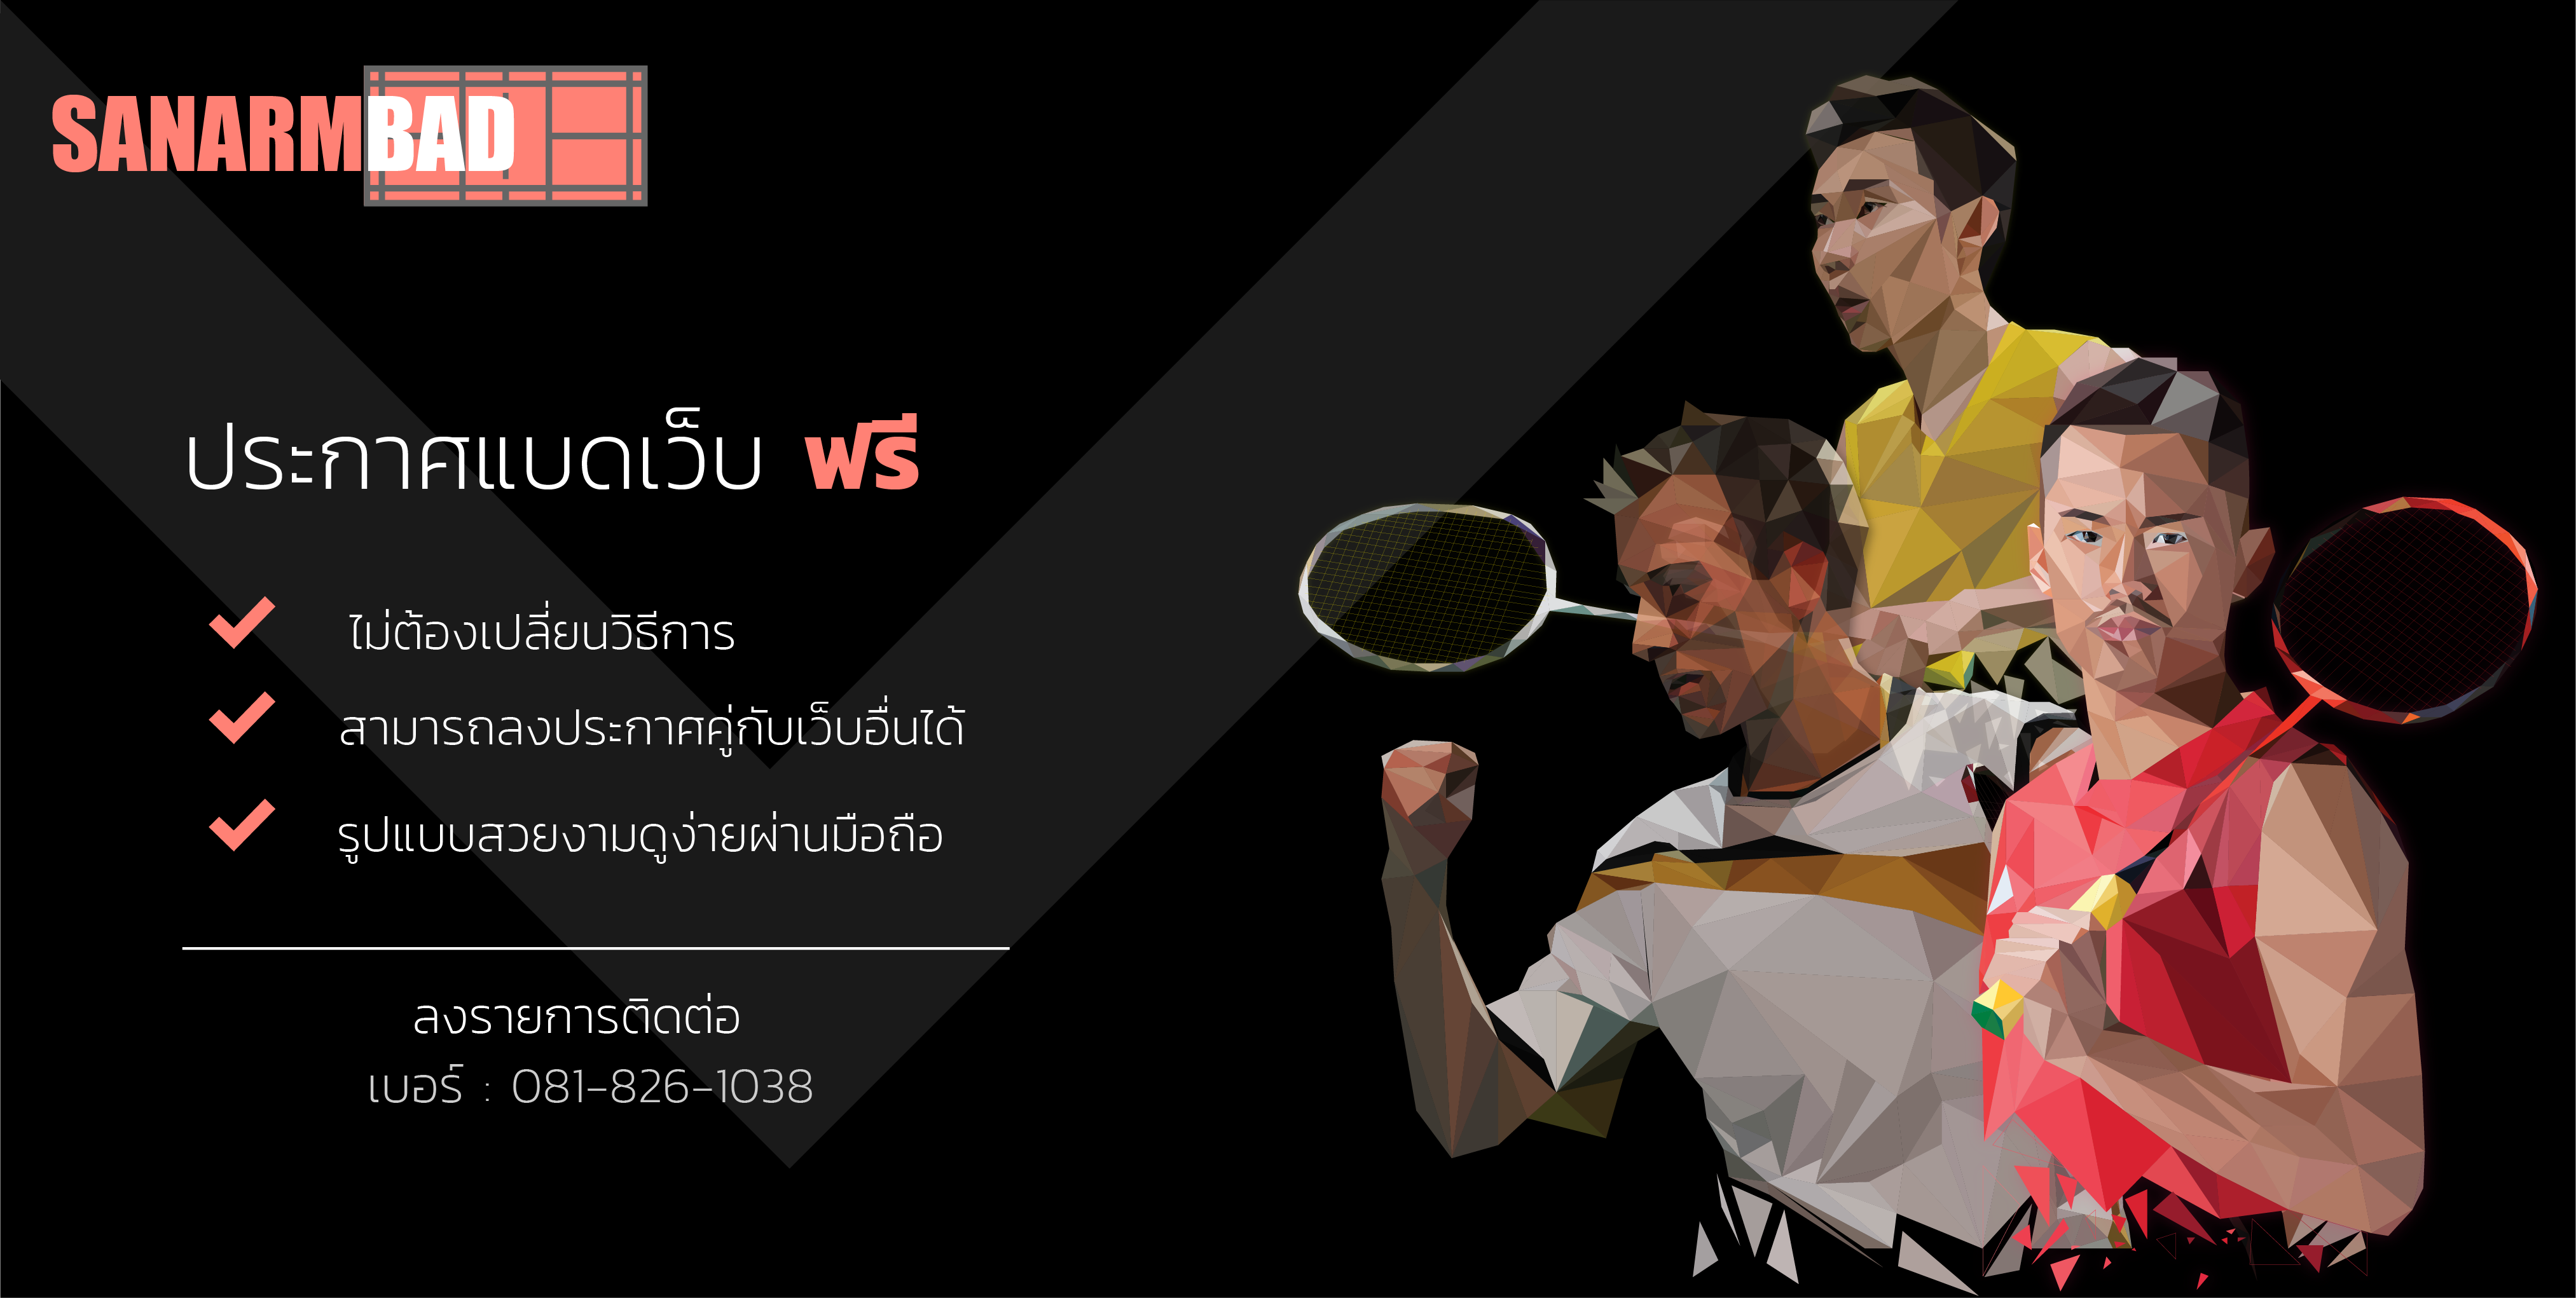 SANARMBAD
ประกาศแบดเว็บ ฟรี
ไม่ต้องเปลี่ยนวิธีการ
สามารถลงประกาศคู่กับเว็บอื่นได้
รูปแบบสวยงามดูง่ายผ่านมือถือ
ลงรายการติดต่อ
เบอร์ : 081-826-1038